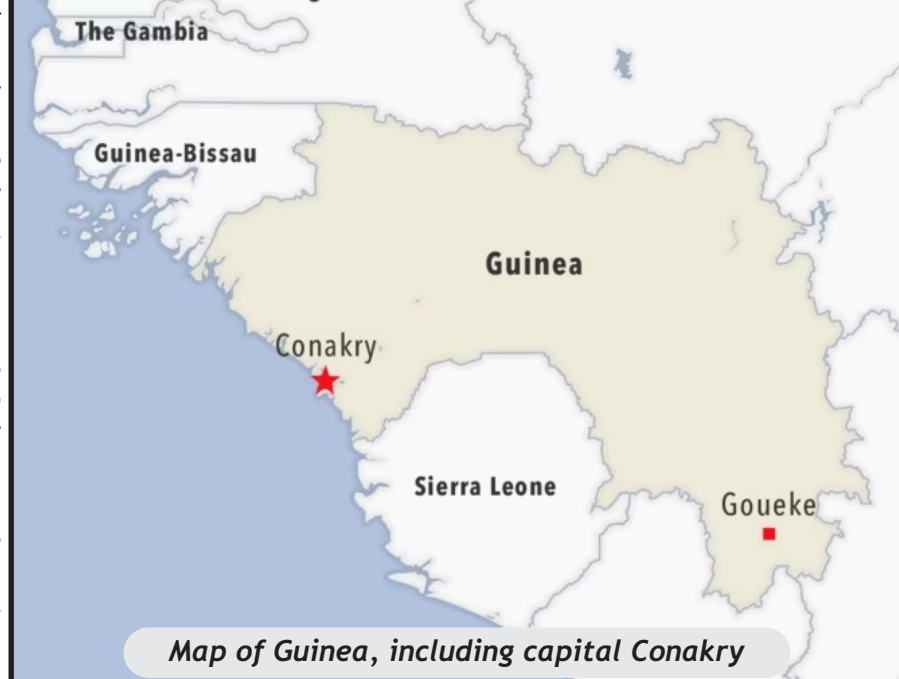 The Gambia
Guinea-Bissau
Guinea
Conakry
Sierra Leone
Goueke
Map of Guinea, including capital Conakry